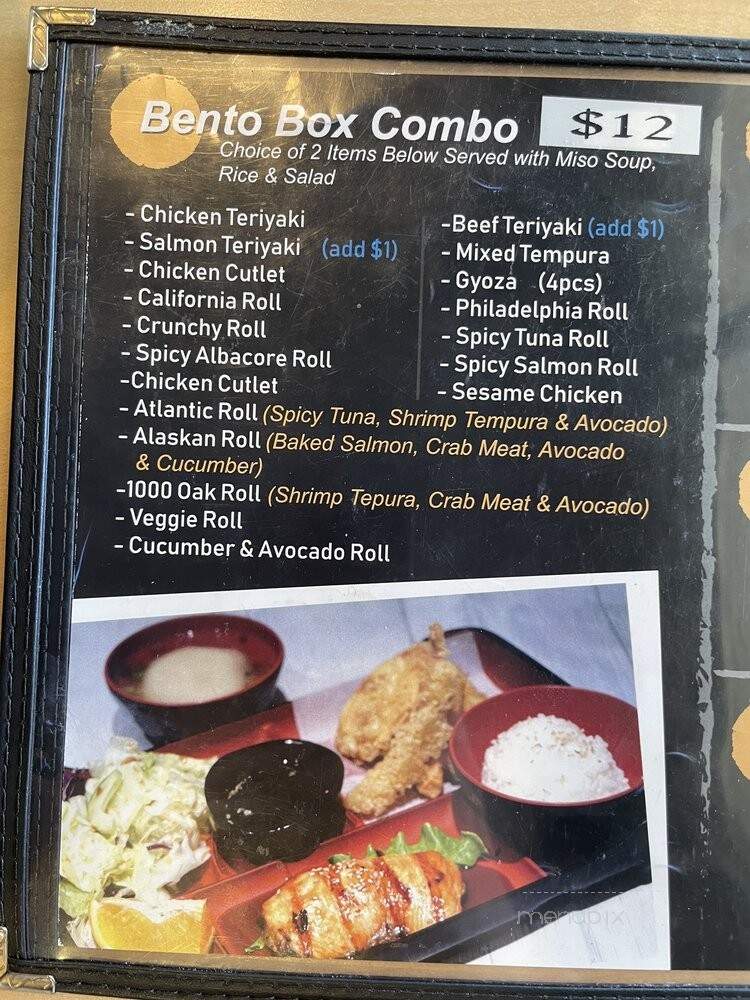 Bento Box Combo $12
Choice of 2 Items Below Served with Miso Soup,
Rice & Salad
- Chicken Teriyaki
- Salmon Teriyaki (add $1)
- Chicken Cutlet
- California Roll
- Crunchy Roll
- Spicy Albacore Roll
-Chicken Cutlet
-Beef Teriyaki (add $1)
- Mixed Tempura
- Gyoza (4pcs)
- Philadelphia Roll
- Spicy Tuna Roll
- Spicy Salmon Roll
- Sesame Chicken
- Atlantic Roll (Spicy Tuna, Shrimp Tempura & Avocado)
- Alaskan Roll (Baked Salmon, Crab Meat, Avocado
& Cucumber)
-1000 Oak Roll (Shrimp Tepura, Crab Meat & Avocado)
- Veggie Roll
- Cucumber & Avocado Roll
menupix